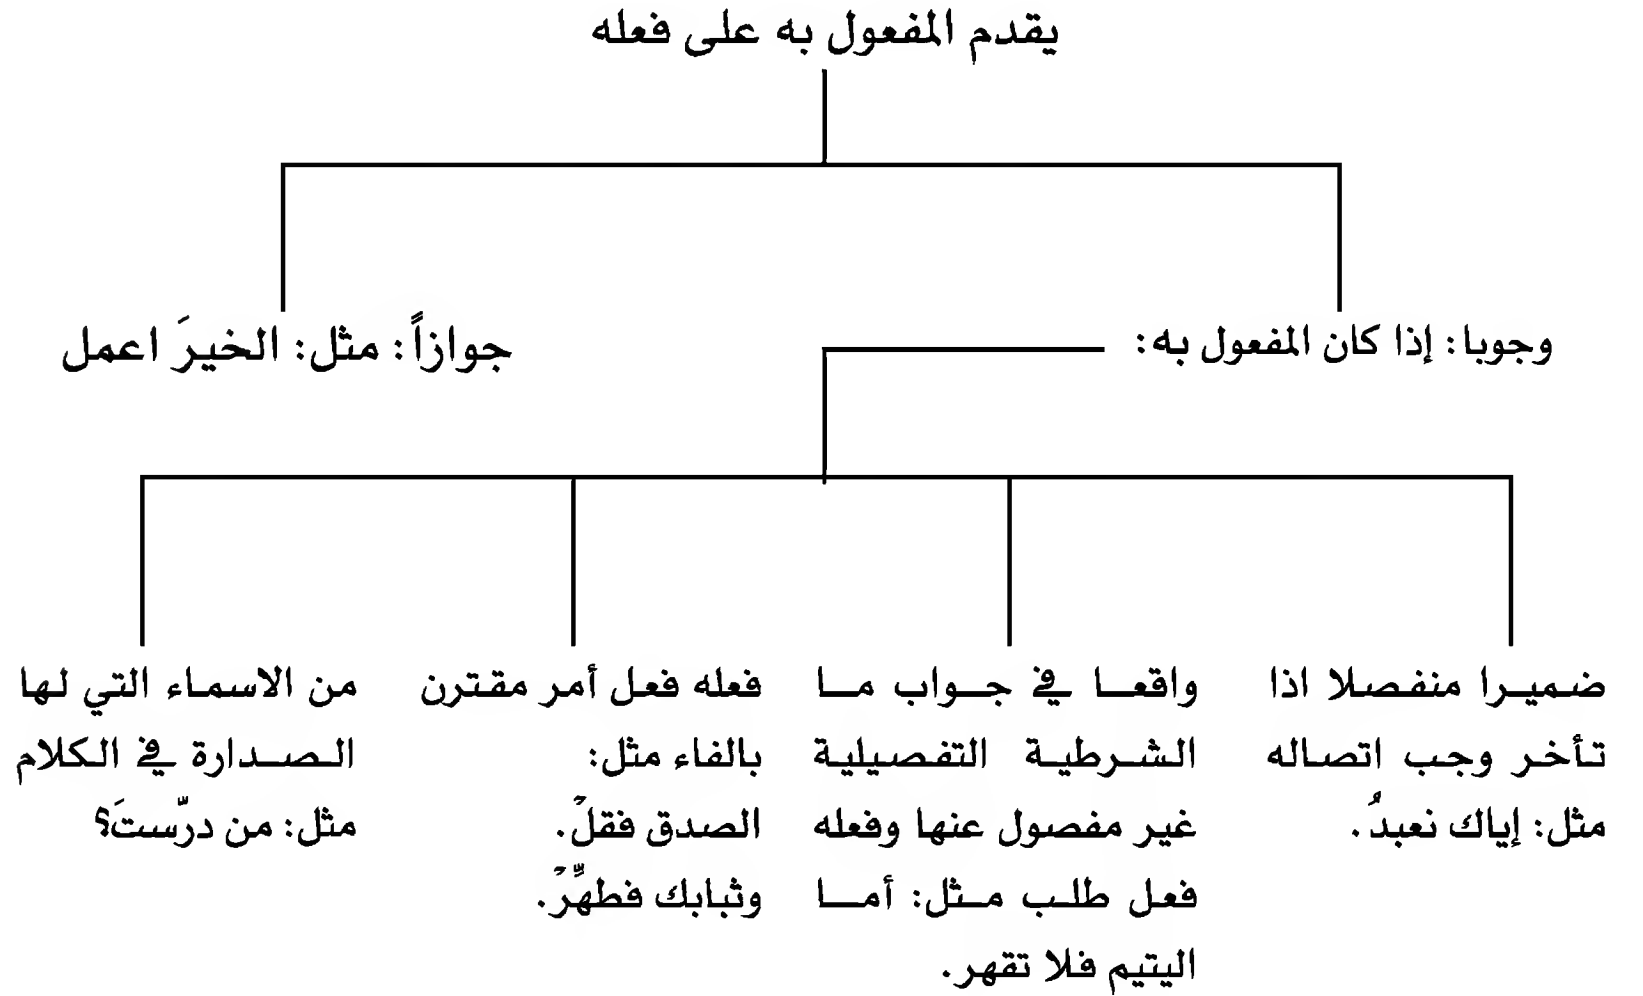 يقدم المفعول به على فعله
وجوبا: إذا كان المفعول به:
جوازاً: مثل: الخيرَ اعمل
ضميرا منفصلا اذا
تأخر وجب اتصاله
مثل: إياك نعبدُ.
واقعا في جواب ما
الشرطية التفصيلية
غير مفصول عنها وفعله
فعل طلب مثل: أما
اليتيم فلا تقهر.
فعله فعل أمر مقترن
بالفاء مثل:
الصدق فقلْ.
وثبابك فطهِّرْ.
من الاسماء التي لها
الصدارة في الكلام
مثل: من درّستَ؟